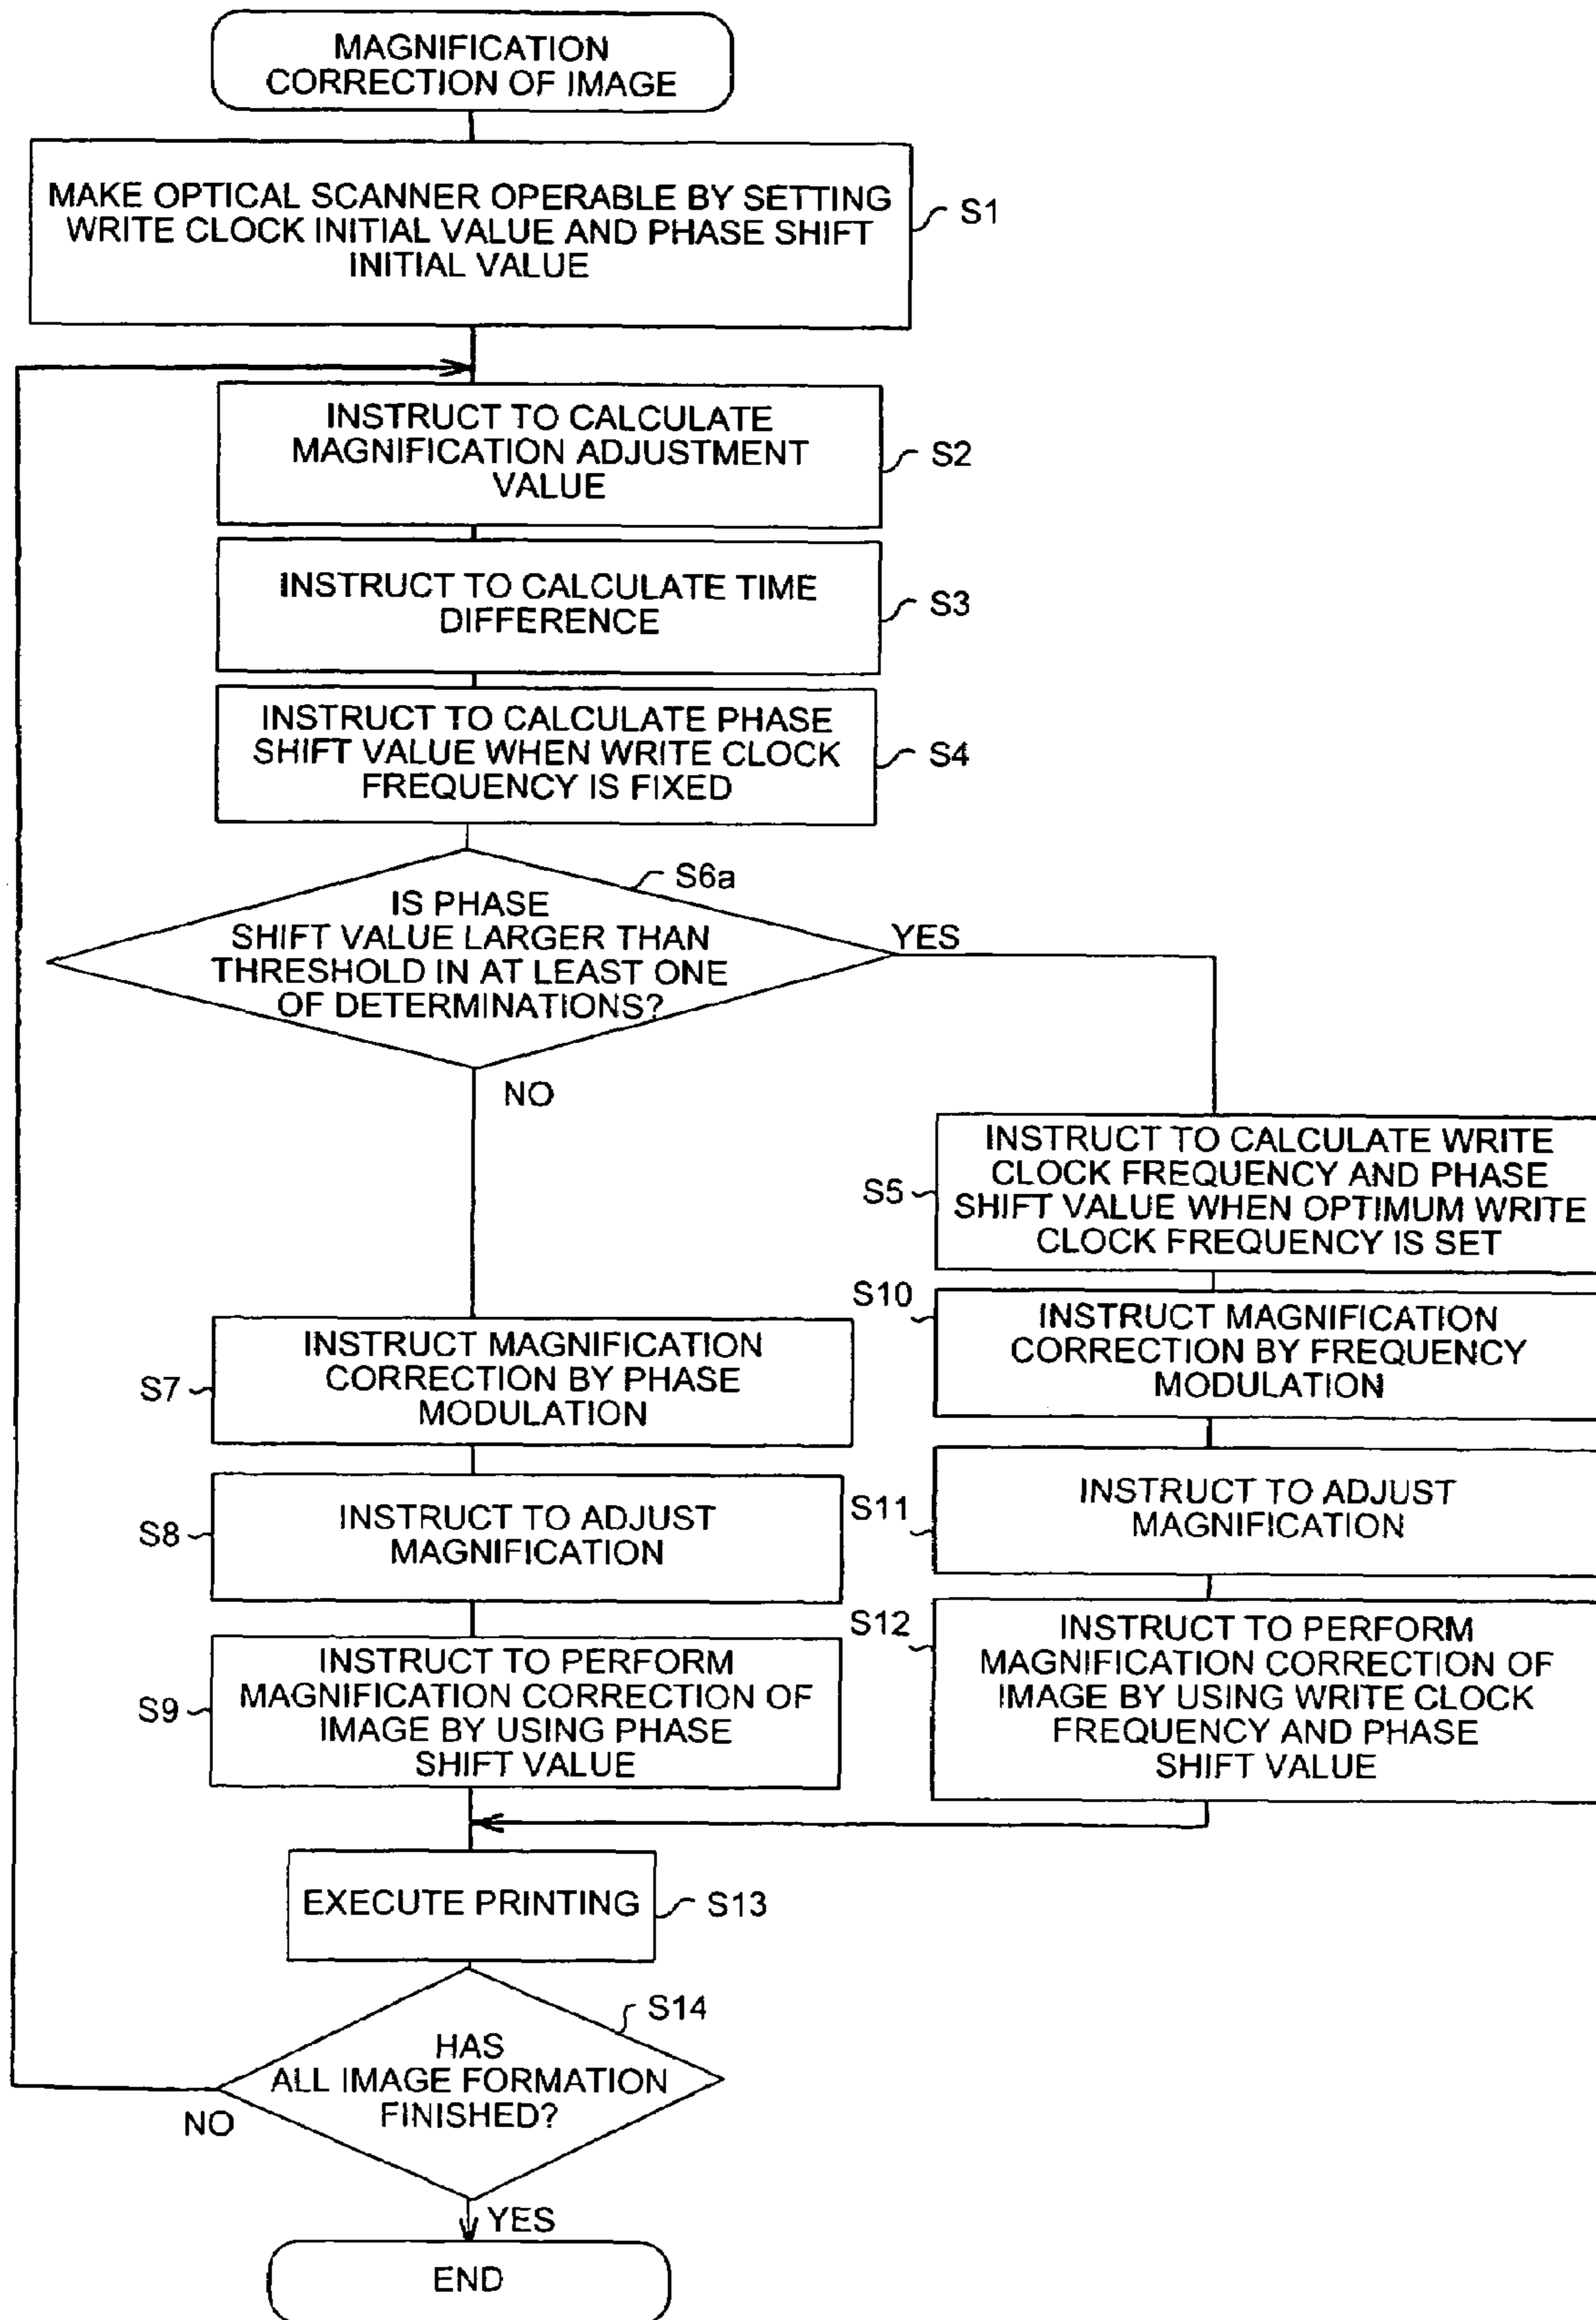 MAGNIFICATION
CORRECTION OF IMAGE
MAKE OPTICAL SCANNER OPERABLE BY SETTING
WRITE CLOCK INITIAL VALUE AND PHASE SHIFT
INITIAL VALUE
S1
INSTRUCT TO CALCULATE
MAGNIFICATION ADJUSTMENT
VALUE
S2
INSTRUCT TO CALCULATE TIME
DIFFERENCE
S3
INSTRUCT TO CALCULATE PHASE
SHIFT VALUE WHEN WRITE CLOCK
FREQUENCY IS FIXED
S4
S6a
IS PHASE
SHIFT VALUE LARGER THAN
THRESHOLD IN AT LEAST ONE
OF DETERMINATIONS?
YES
NO
S5
INSTRUCT TO CALCULATE WRITE
CLOCK FREQUENCY AND PHASE
SHIFT VALUE WHEN OPTIMUM WRITE
CLOCK FREQUENCY IS SET
S10
INSTRUCT MAGNIFICATION
CORRECTION BY FREQUENCY
MODULATION
S7
INSTRUCT MAGNIFICATION
CORRECTION BY PHASE
MODULATION
S11
INSTRUCT TO ADJUST
MAGNIFICATION
S8
INSTRUCT TO ADJUST
MAGNIFICATION
S12
INSTRUCT TO PERFORM
MAGNIFICATION CORRECTION OF
IMAGE BY USING WRITE CLOCK
FREQUENCY AND PHASE
SHIFT VALUE
S9
INSTRUCT TO PERFORM
MAGNIFICATION CORRECTION OF
IMAGE BY USING PHASE
SHIFT VALUE
EXECUTE PRINTING
S13
S14
HAS
ALL IMAGE FORMATION
FINISHED?
NO
YES
END